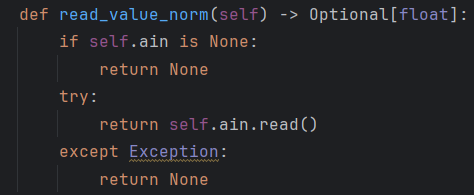 def read_value_norm(self) -> Optional[float]:
    if self.ain is None:
        return None
    try:
        return self.ain.read()
    except Exception:
        return None